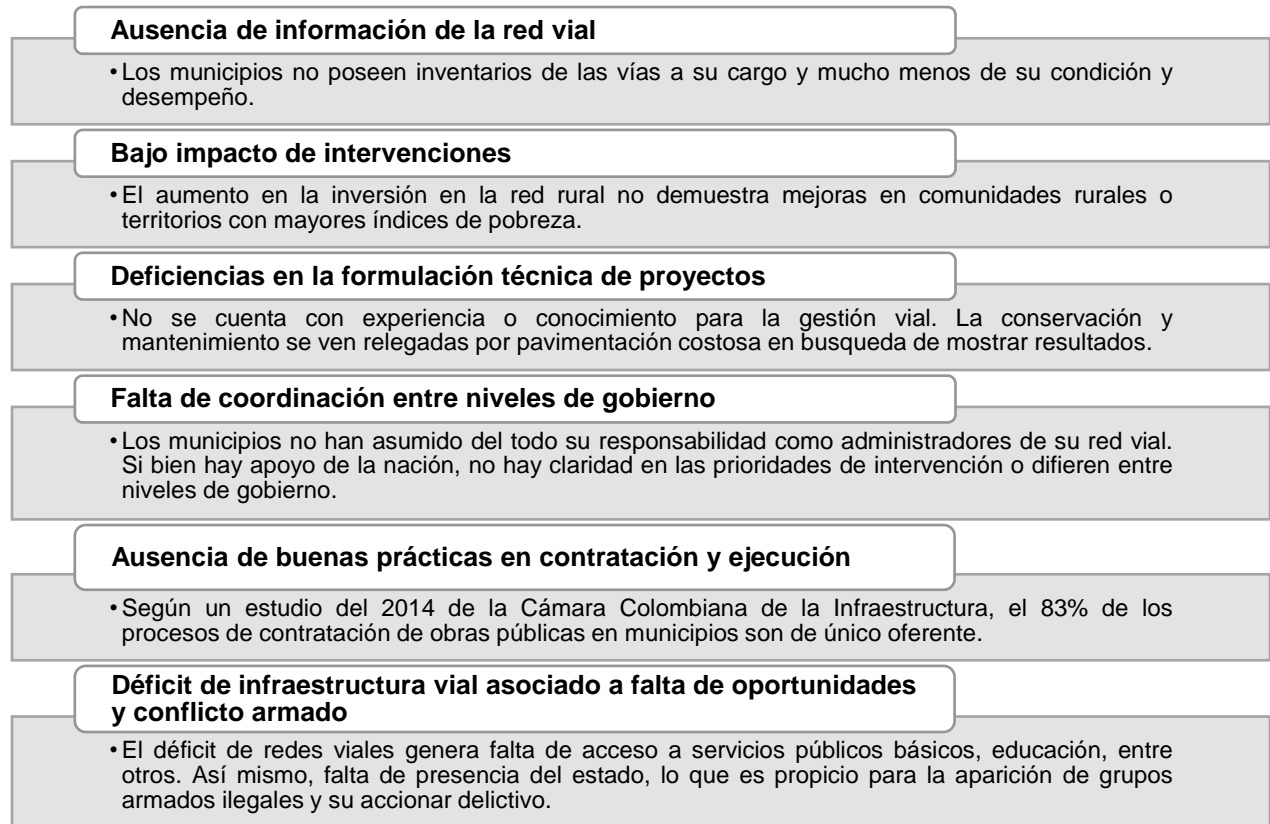 Ausencia de información de la red vial
•Los municipios no poseen inventarios de las vías a su cargo y mucho menos de su condición y
desempeño.
Bajo impacto de intervenciones
•El aumento en la inversión en la red rural no demuestra mejoras en comunidades rurales o
territorios con mayores índices de pobreza.
Deficiencias en la formulación técnica de proyectos
•No se cuenta con experiencia o conocimiento para la gestión vial. La conservación y
mantenimiento se ven relegadas por pavimentación costosa en busqueda de mostrar resultados.
Falta de coordinación entre niveles de gobierno
•Los municipios no han asumido del todo su responsabilidad como administradores de su red vial.
Si bien hay apoyo de la nación, no hay claridad en las prioridades de intervención o difieren entre
niveles de gobierno.
Ausencia de buenas prácticas en contratación y ejecución
•Según un estudio del 2014 de la Cámara Colombiana de la Infraestructura, el 83% de los
procesos de contratación de obras públicas en municipios son de único oferente.
Déficit de infraestructura vial asociado a falta de oportunidades
y conflicto armado
•El déficit de redes viales genera falta de acceso a servicios públicos básicos, educación, entre
otros. Así mismo, falta de presencia del estado, lo que es propicio para la aparición de grupos
armados ilegales y su accionar delictivo.